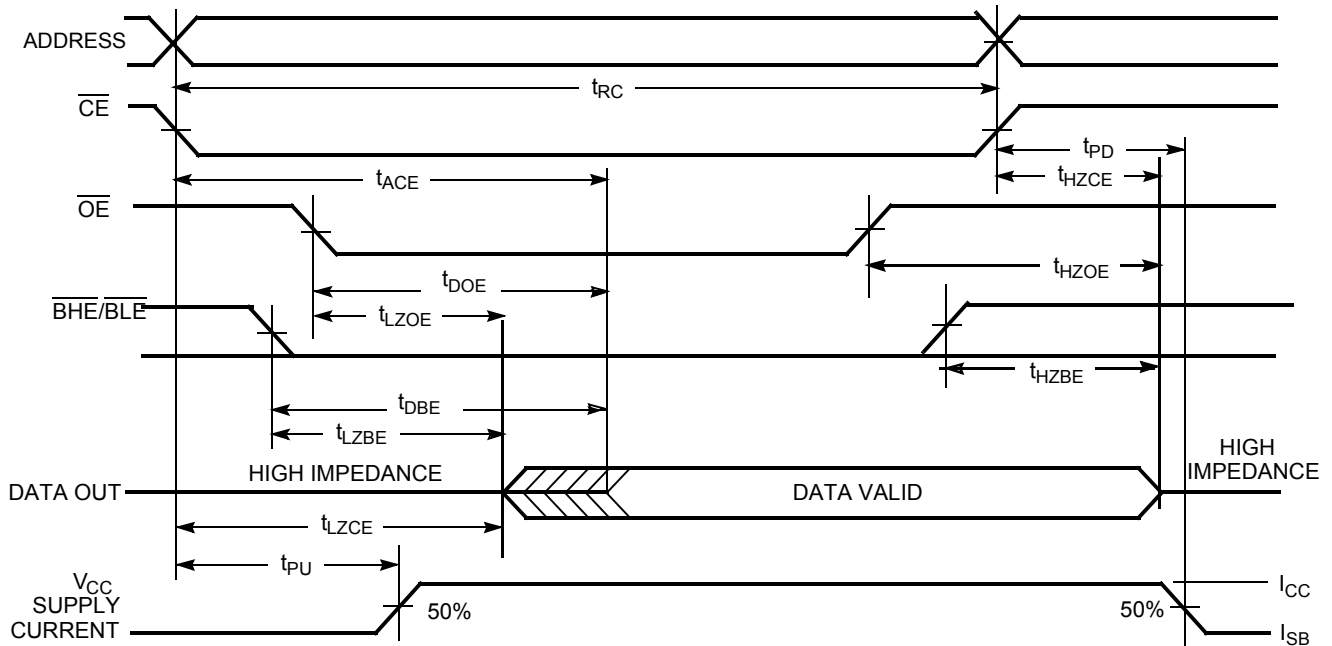 ADDRESS
tRC
CE
tPD
tACE
tHZCE
OE
tHZOE
tDOE
BHE/BLE
tLZOE
tHZBE
tDBE
tLZBE
HIGH IMPEDANCE
HIGH
IMPEDANCE
DATA OUT
DATA VALID
tLZCE
tPU
VCC
SUPPLY
CURRENT
50%
50%
ICC
ISB